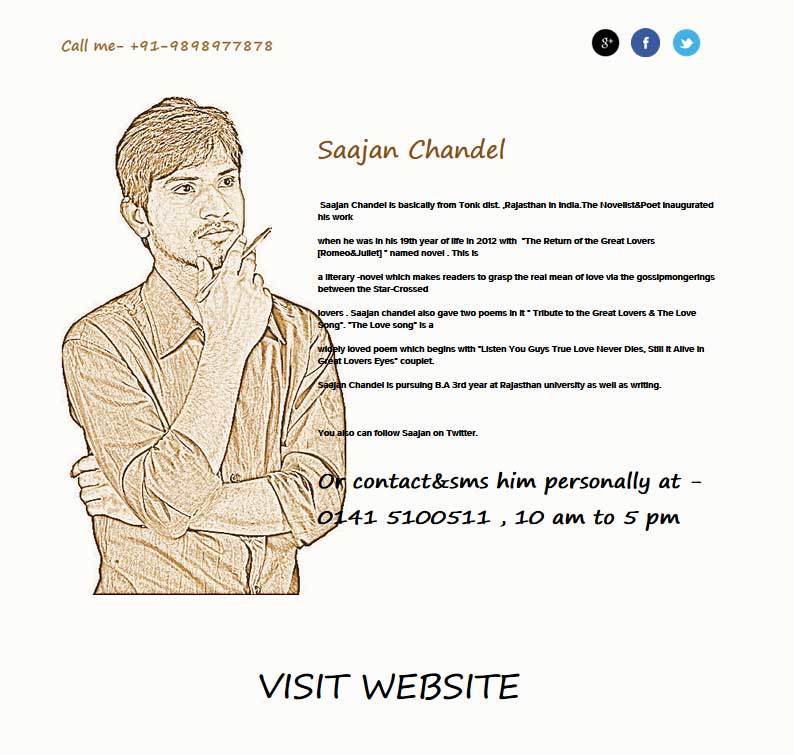 Call me- +91-9898977878
g+ f
Saajan Chandel
Saajan Chandel is basically from Tonk dist. ,Rajasthan in India.The Novelist&Poet inaugurated
his work
when he was in his 19th year of life in 2012 with "The Return of the Great Lovers
[Romeo&Juliet] " named novel . This is
a literary -novel which makes readers to grasp the real mean of love via the gossipmongerings
between the Star-Crossed
lovers . Saajan chandel also gave two poems in it " Tribute to the Great Lovers & The Love
Song". "The Love song" is a
widely loved poem which begins with "Listen You Guys True Love Never Dies, Still It Alive In
Great Lovers Eyes" couplet.
Saajan Chandel is pursuing B.A 3rd year at Rajasthan university as well as writing.
You also can follow Saajan on Twitter.
Or contact&sms him personally at -
0141 5100511 , 10 am to 5 pm
VISIT WEBSITE